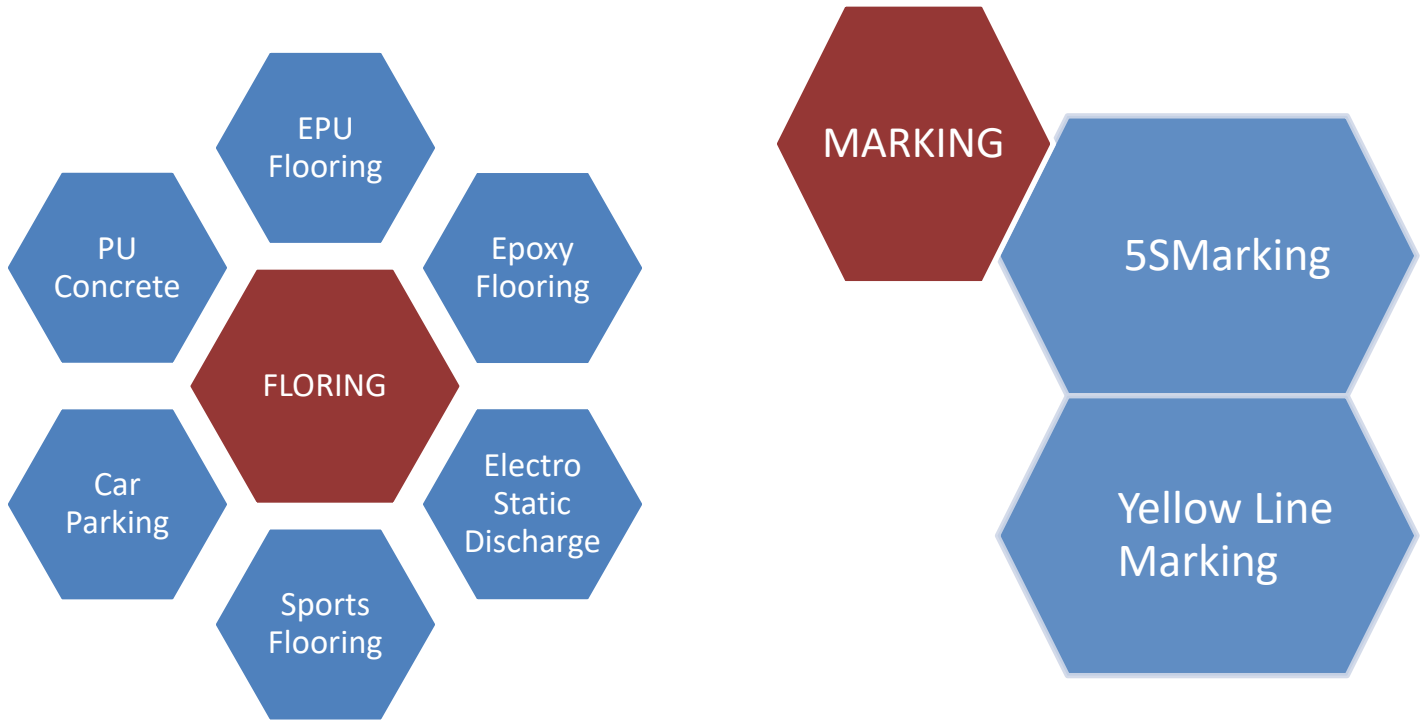 EPU
Flooring
Epoxy
Flooring
Electro
Static
Discharge
Sports
Flooring
Car
Parking
PU
Concrete
FLORING
MARKING
5SMarking
Yellow Line
Marking